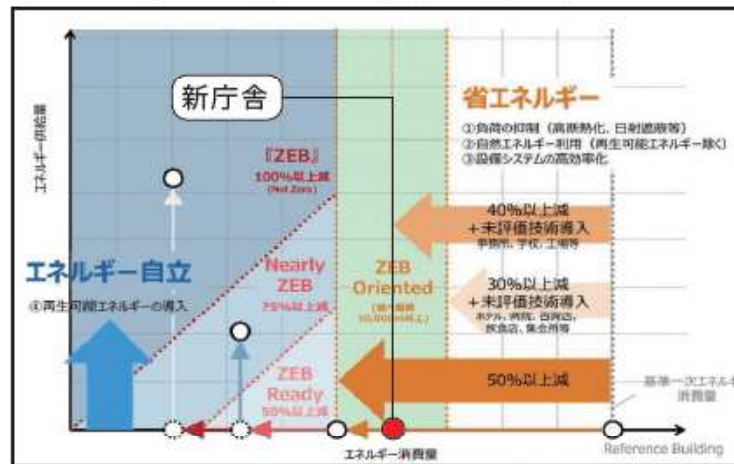 新庁舎
省エネルギー
①負荷の抑制（高断熱化、日射遮蔽等）
②自然エネルギー利用（再生可能エネルギー除く）
③設備システムの高効率化
エネルギー供給量
『ZEB』
100%以上減
(Net Zero)
40%以上減
＋未評価技術導入
事務所、学校、工場等
エネルギー自立
④再生可能エネルギーの導入
Nearly
ZEB
75%以上減
ZEB
Oriented
30%以上減
＋未評価技術導入
ホテル、病院、百貨店、
飲食店、集会所等
ZEB
Ready
50%以上減
50%以上減
基準一次エネルギ
消費量
エネルギー消費量
Reference Building